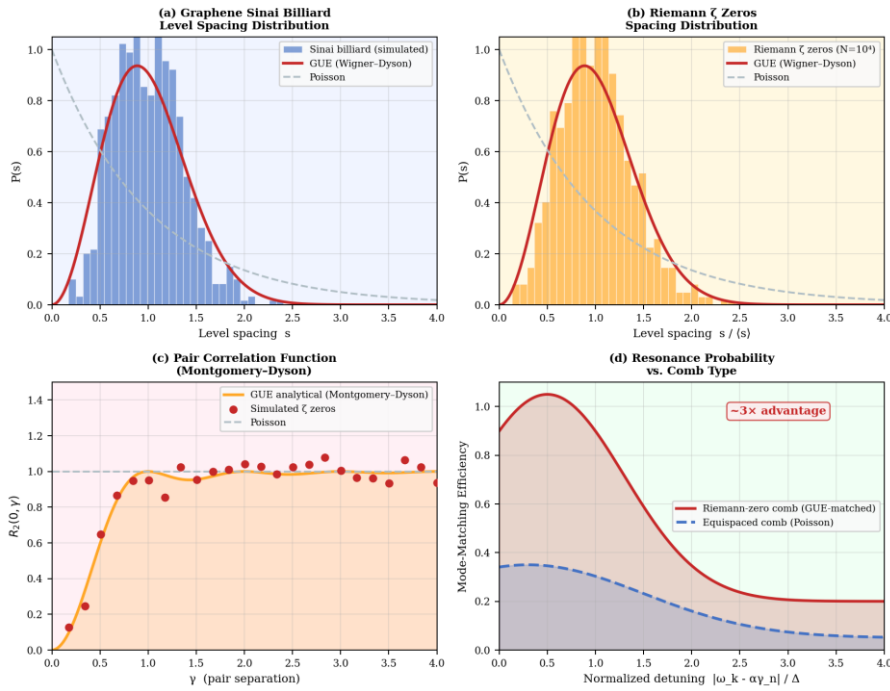 (a) Graphene Sinai Billiard
Level Spacing Distribution
Sinai billiard (simulated)
GUE (Wigner–Dyson)
Poisson
P(s)
1.0
0.8
0.6
0.4
0.2
0.0
0.0 0.5 1.0 1.5 2.0 2.5 3.0 3.5 4.0
Level spacing s
(b) Riemann ζ Zeros
Spacing Distribution
Riemann ζ zeros (N=10⁴)
GUE (Wigner–Dyson)
Poisson
P(s)
1.0
0.8
0.6
0.4
0.2
0.0
0.0 0.5 1.0 1.5 2.0 2.5 3.0 3.5 4.0
Level spacing s / ⟨s⟩
(c) Pair Correlation Function
(Montgomery–Dyson)
GUE analytical (Montgomery–Dyson)
Simulated ζ zeros
Poisson
R₂(0,γ)
1.4
1.2
1.0
0.8
0.6
0.4
0.2
0.0
0.0 0.5 1.0 1.5 2.0 2.5 3.0 3.5 4.0
γ (pair separation)
(d) Resonance Probability
vs. Comb Type
~3× advantage
Riemann-zero comb (GUE-matched)
Equispaced comb (Poisson)
Mode-Matching Efficiency
1.0
0.8
0.6
0.4
0.2
0.0
0.0 0.5 1.0 1.5 2.0 2.5 3.0 3.5 4.0
Normalized detuning |ω_k - αγ_n| / Δ